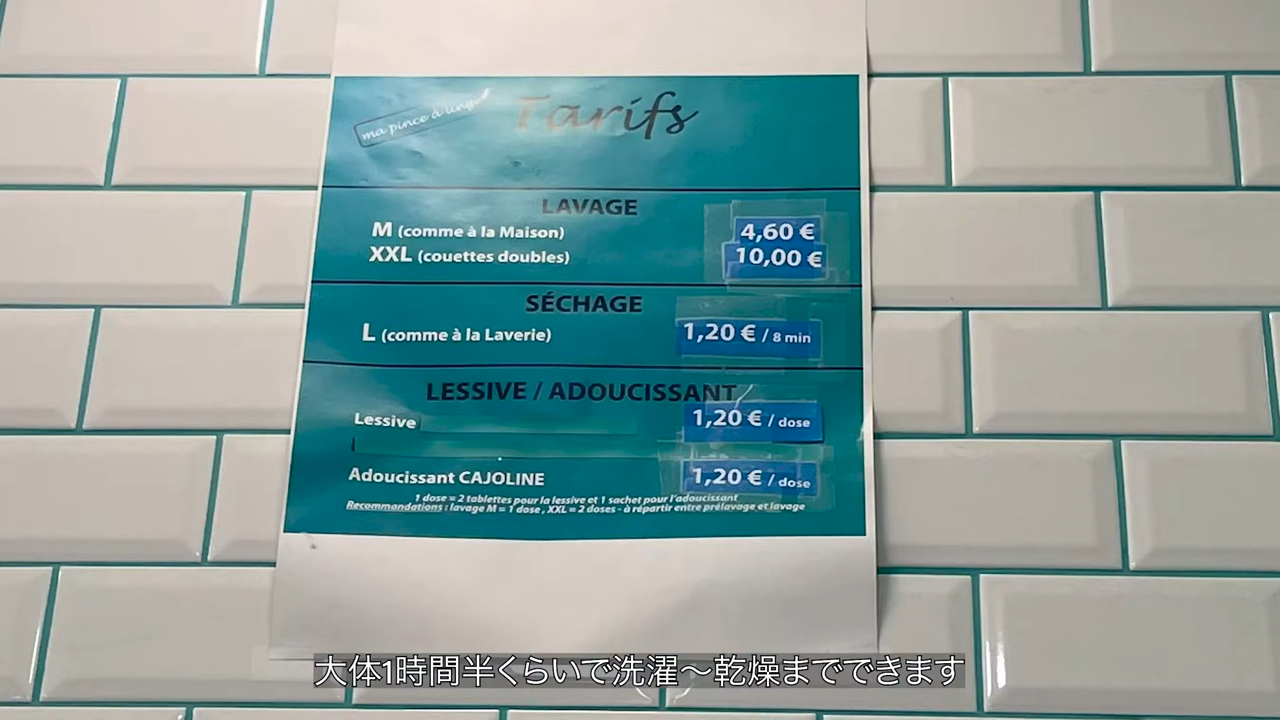 ma pince à linge
Tarifs
LAVAGE
M (comme à la Maison) 4,60 €
XXL (couettes doubles) 10,00 €
SÉCHAGE
L (comme à la Laverie) 1,20 € / 8 min
LESSIVE / ADOUCISSANT
Lessive 1,20 € / dose
Adoucissant CAJOLINE 1,20 € / dose
1 dose = 2 tablettes pour la lessive et 1 sachet pour l'adoucissant
Recommandations : lavage M = 1 dose , XXL = 2 doses - à répartir entre prélavage et lavage
大体1時間半くらいで洗濯～乾燥までできます